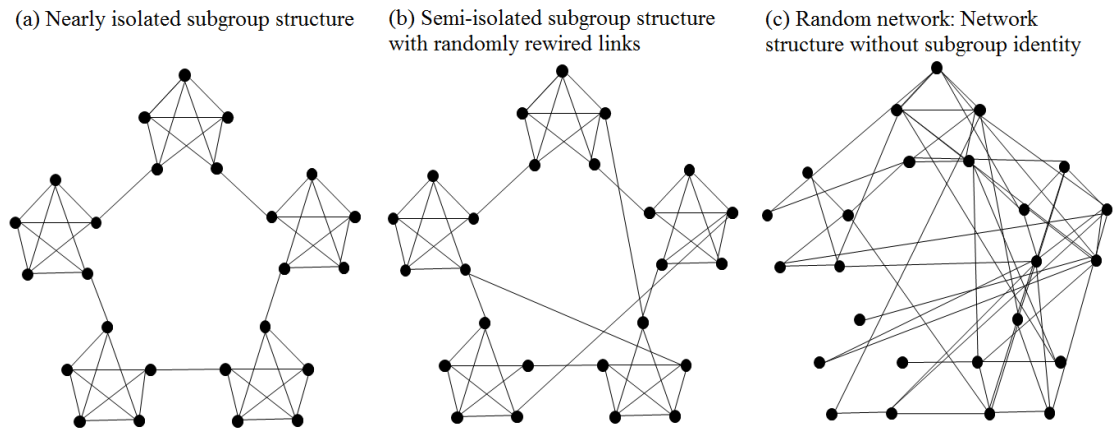 (a) Nearly isolated subgroup structure
(b) Semi-isolated subgroup structure
with randomly rewired links
(c) Random network: Network
structure without subgroup identity